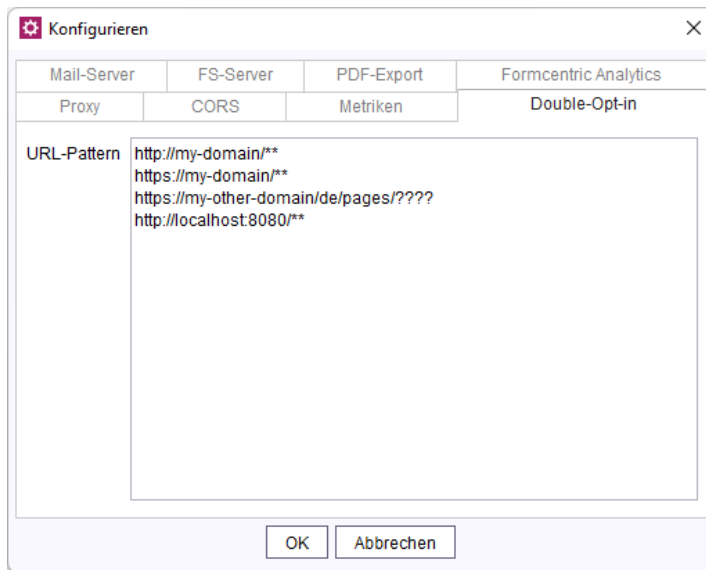 Konfigurieren
Mail-Server FS-Server PDF-Export Formcentric Analytics
Proxy CORS Metriken Double-Opt-in
URL-Pattern http://my-domain/**
https://my-domain/**
https://my-other-domain/de/pages/????
http://localhost:8080/**
OK Abbrechen